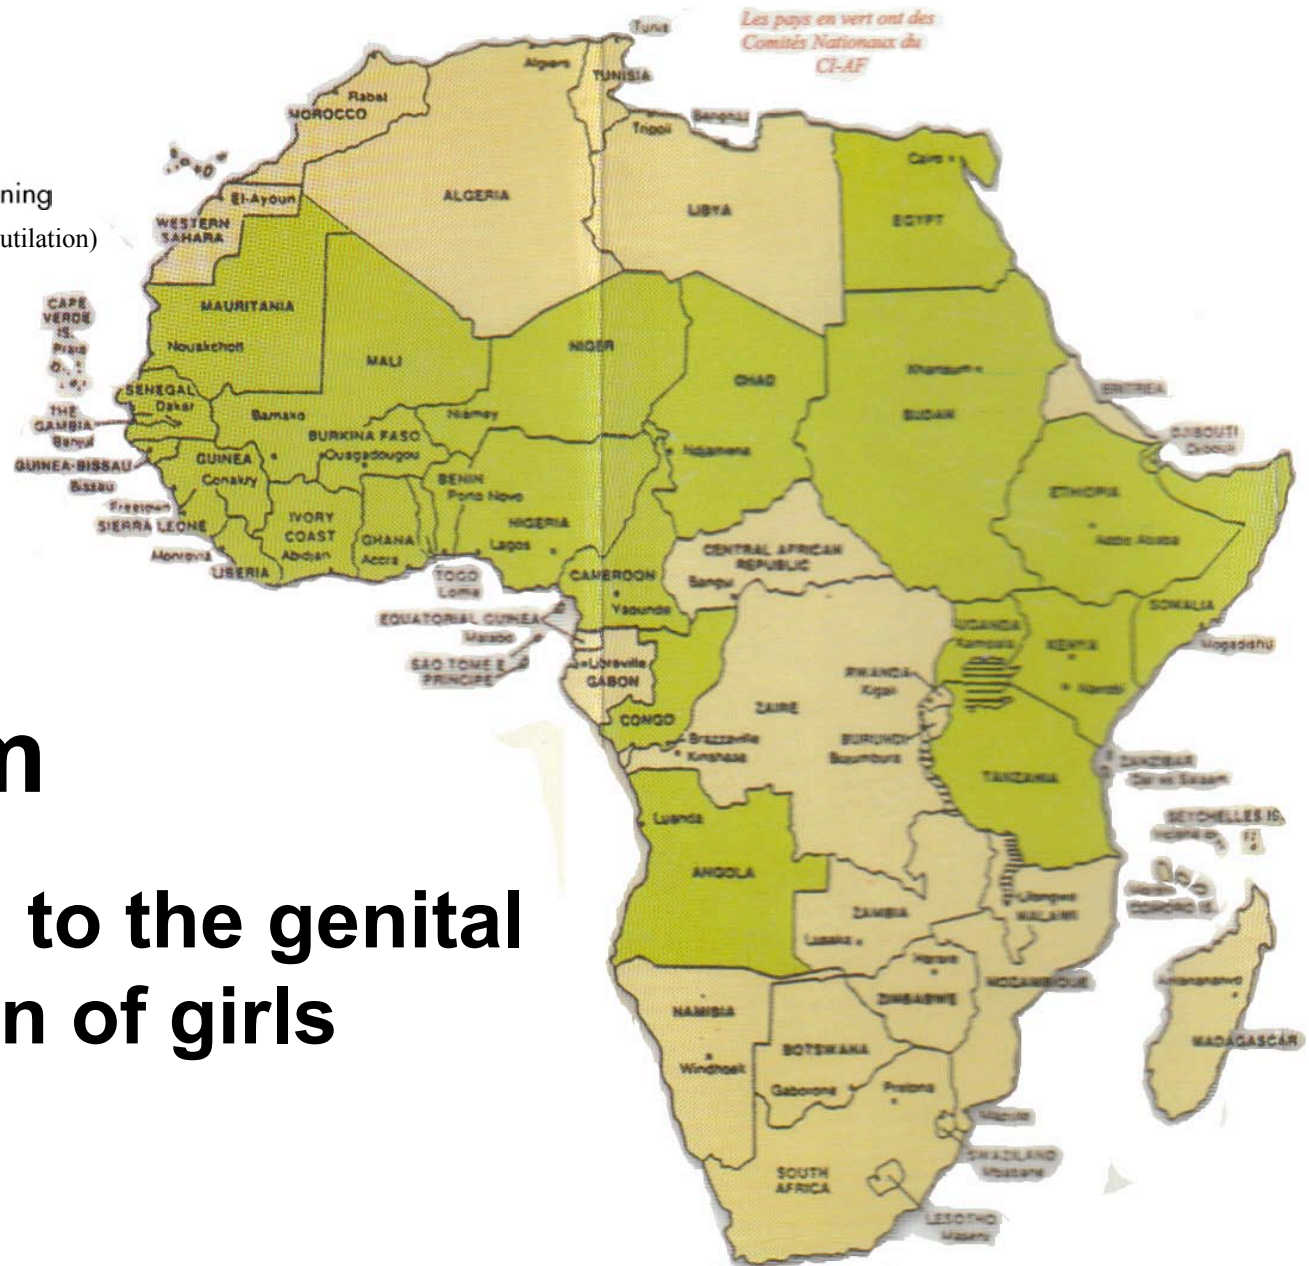 Les pays en vert ont des
Comités Nationaux du
CI-AF
ning
utilation)
m
to the genital
n of girls
Tunis
Algiers
TUNISIA
Rabat
MOROCCO
Tripoli
Benghazi
Cairo
El-Ayoun
ALGERIA
LIBYA
EGYPT
WESTERN
SAHARA
CAPE
VERDE
IS.
Praia
MAURITANIA
Nouakchott
MALI
NIGER
CHAD
Khartoum
SUDAN
ERITREA
DJIBOUTI
Djibouti
SENEGAL
Dakar
THE
GAMBIA
Banjul
Bamako
Niamey
BURKINA FASO
Ouagadougou
Ndjamena
GUINEA-BISSAU
Bissau
GUINEA
Conakry
BENIN
Porto Novo
ETHIOPIA
Addis Ababa
Freetown
SIERRA LEONE
IVORY
COAST
Abidjan
GHANA
Accra
NIGERIA
Lagos
Monrovia
LIBERIA
TOGO
Lome
CAMEROON
Yaounde
CENTRAL AFRICAN
REPUBLIC
Bangui
SOMALIA
Mogadishu
EQUATORIAL GUINEA
Malabo
UGANDA
Kampala
KENYA
Nairobi
SAO TOME E
PRINCIPE
Libreville
GABON
RWANDA
Kigali
ZAIRE
CONGO
Brazzaville
Kinshasa
BURUNDI
Bujumbura
TANZANIA
ZANZIBAR
Dar es Salaam
SEYCHELLES IS.
Luanda
ANGOLA
COMORO IS.
ZAMBIA
Lusaka
Lilongwe
MALAWI
Harare
ZIMBABWE
MOZAMBIQUE
Antananarivo
MADAGASCAR
NAMIBIA
Windhoek
BOTSWANA
Gaborone
Pretoria
Maputo
SWAZILAND
Mbabane
SOUTH
AFRICA
LESOTHO
Maseru